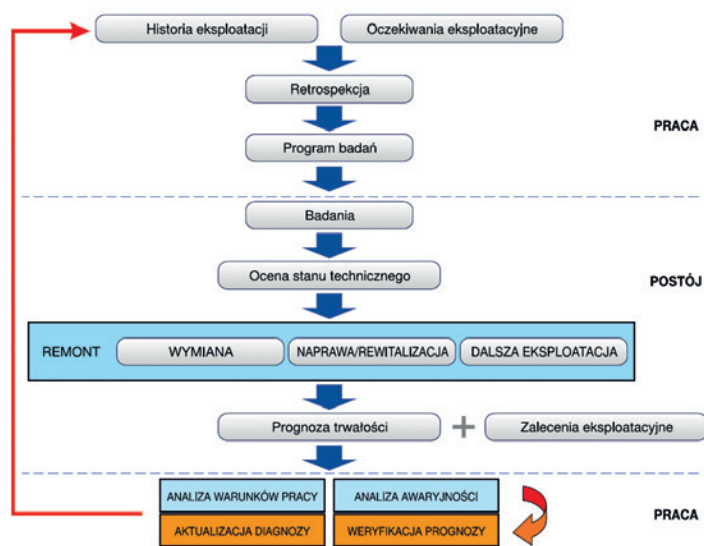 Historia eksploatacji
Oczekiwania eksploatacyjne
Retrospekcja
PRACA
Program badań
Badania
Ocena stanu technicznego
POSTÓJ
REMONT
WYMIANA
NAPRAWA/REWITALIZACJA
DALSZA EKSPLOATACJA
Prognoza trwałości
+
Zalecenia eksploatacyjne
ANALIZA WARUNKÓW PRACY
ANALIZA AWARYJNOŚCI
AKTUALIZACJA DIAGNOZY
WERYFIKACJA PROGNOZY
PRACA